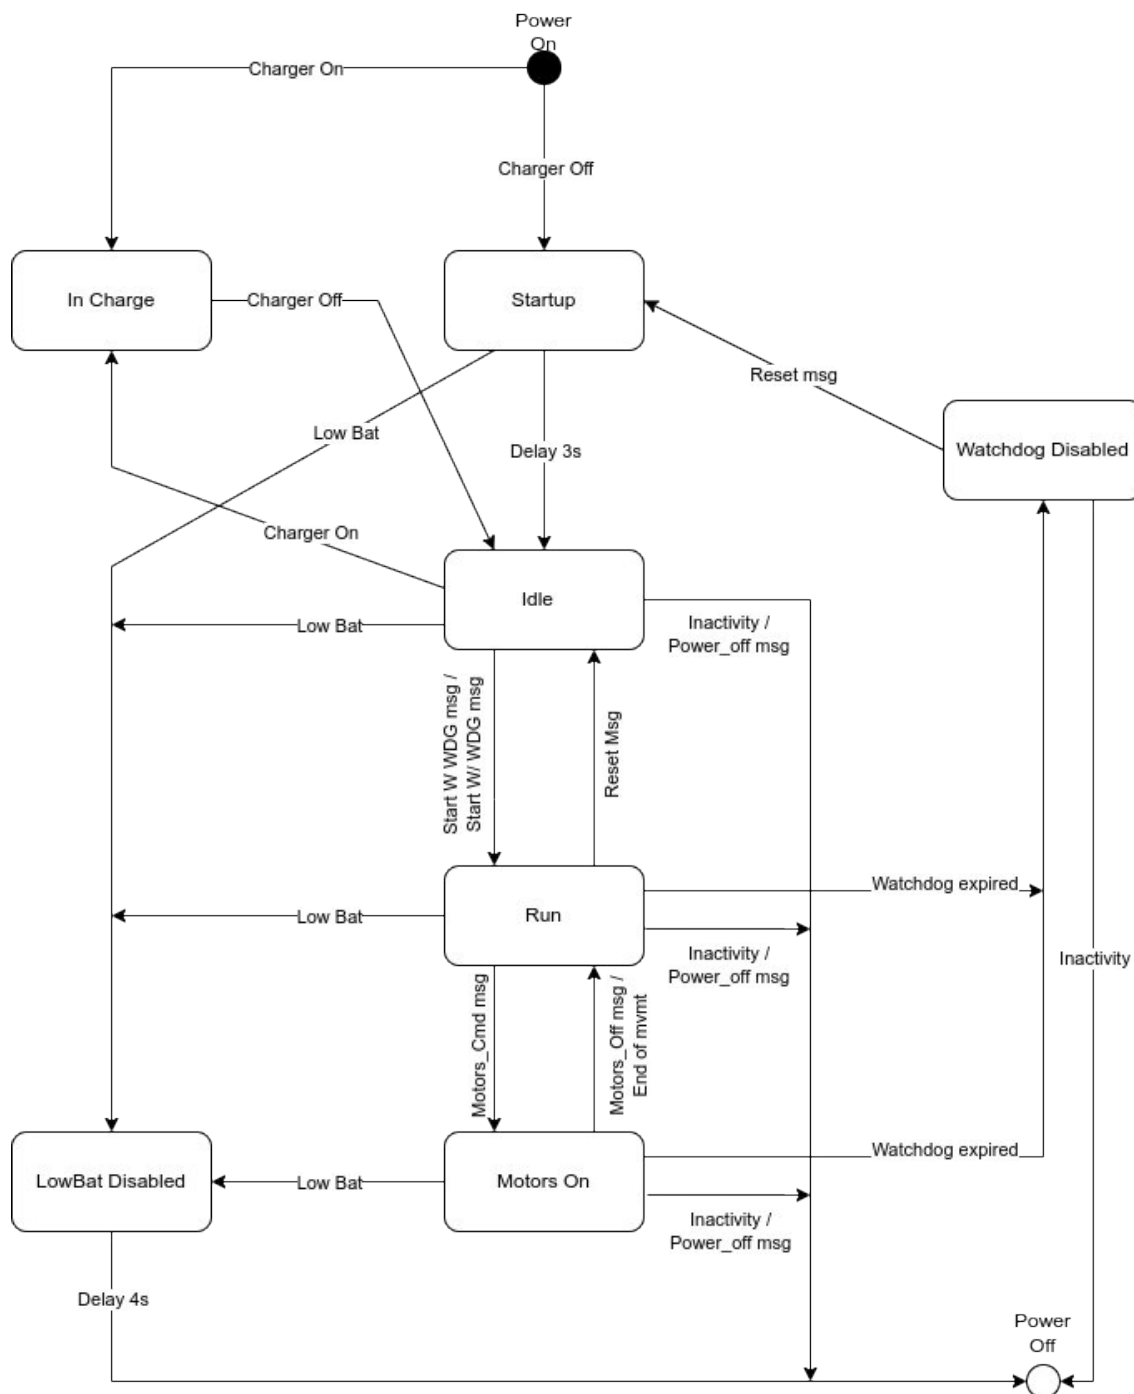 Power
On
Charger On
Charger Off
In Charge
Charger Off
Startup
Reset msg
Low Bat
Delay 3s
Watchdog Disabled
Charger On
Idle
Low Bat
Inactivity /
Power_off msg
Start W WDG msg /
Start W/ WDG msg
Reset Msg
Run
Watchdog expired
Low Bat
Inactivity /
Power_off msg
Inactivity
Motors_Cmd msg
Motors_Off msg /
End of mvmt
LowBat Disabled
Low Bat
Motors On
Watchdog expired
Inactivity /
Power_off msg
Delay 4s
Power
Off